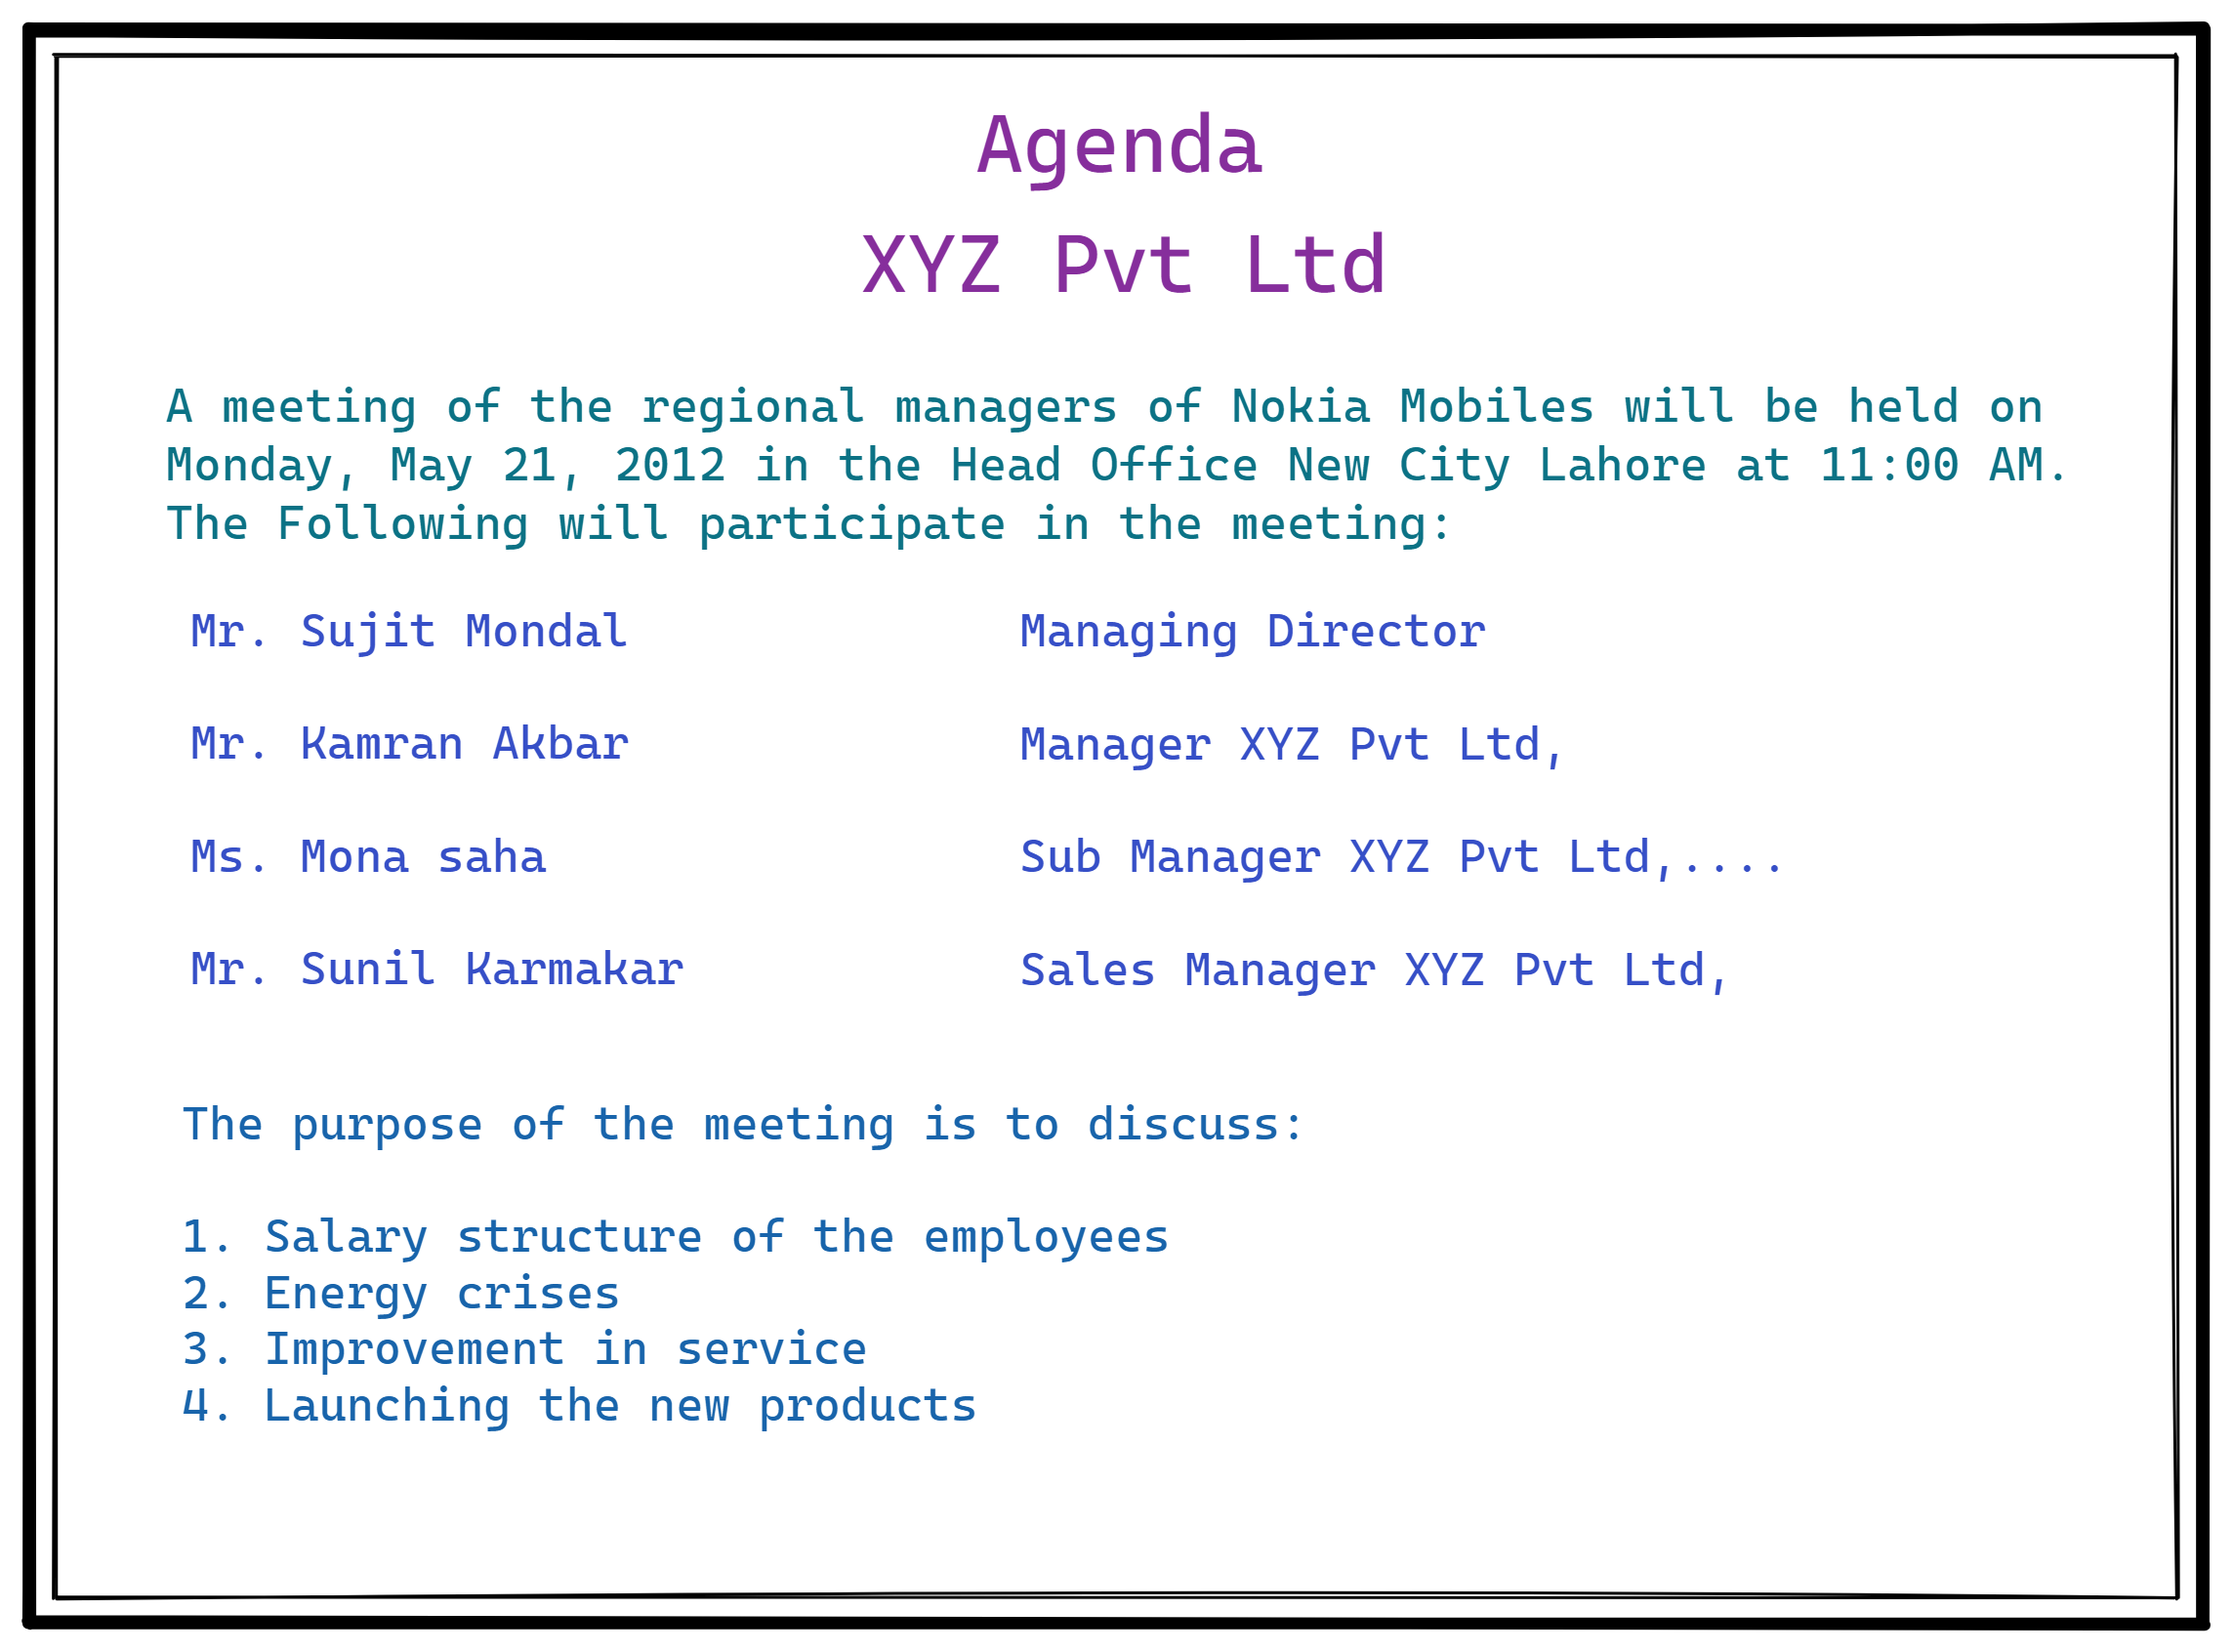 Agenda
XYZ Pvt Ltd
A meeting of the regional managers of Nokia Mobiles will be held on
Monday, May 21, 2012 in the Head Office New City Lahore at 11:00 AM.
The Following will participate in the meeting:
Mr. Sujit Mondal Managing Director
Mr. Kamran Akbar Manager XYZ Pvt Ltd,
Ms. Mona saha Sub Manager XYZ Pvt Ltd,....
Mr. Sunil Karmakar Sales Manager XYZ Pvt Ltd,
The purpose of the meeting is to discuss:
1. Salary structure of the employees
2. Energy crises
3. Improvement in service
4. Launching the new products